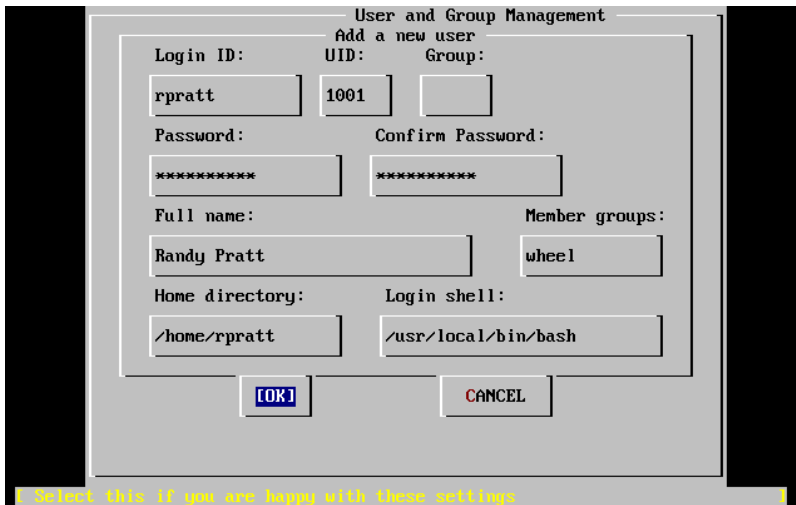 User and Group Management
Add a new user
Login ID: UID: Group:
rpratt 1001
Password: Confirm Password:
********** **********
Full name: Member groups:
Randy Pratt wheel
Home directory: Login shell:
/home/rpratt /usr/local/bin/bash
[OK] CANCEL
[ Select this if you are happy with these settings ]